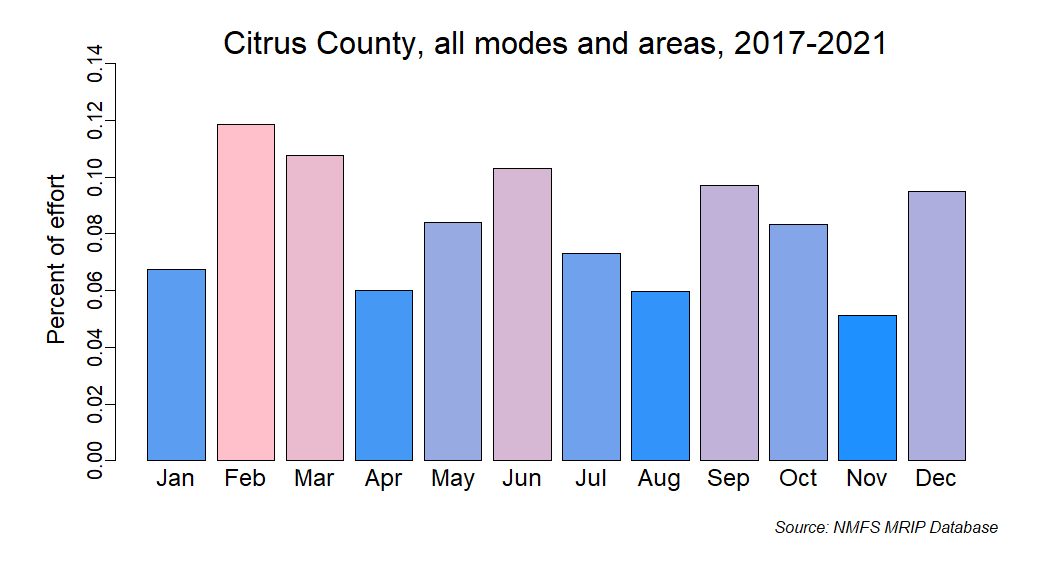 Citrus County, all modes and areas, 2017-2021
Percent of effort
0.14
0.12
0.10
0.08
0.06
0.04
0.02
0.00
Jan Feb Mar Apr May Jun Jul Aug Sep Oct Nov Dec
Source: NMFS MRIP Database